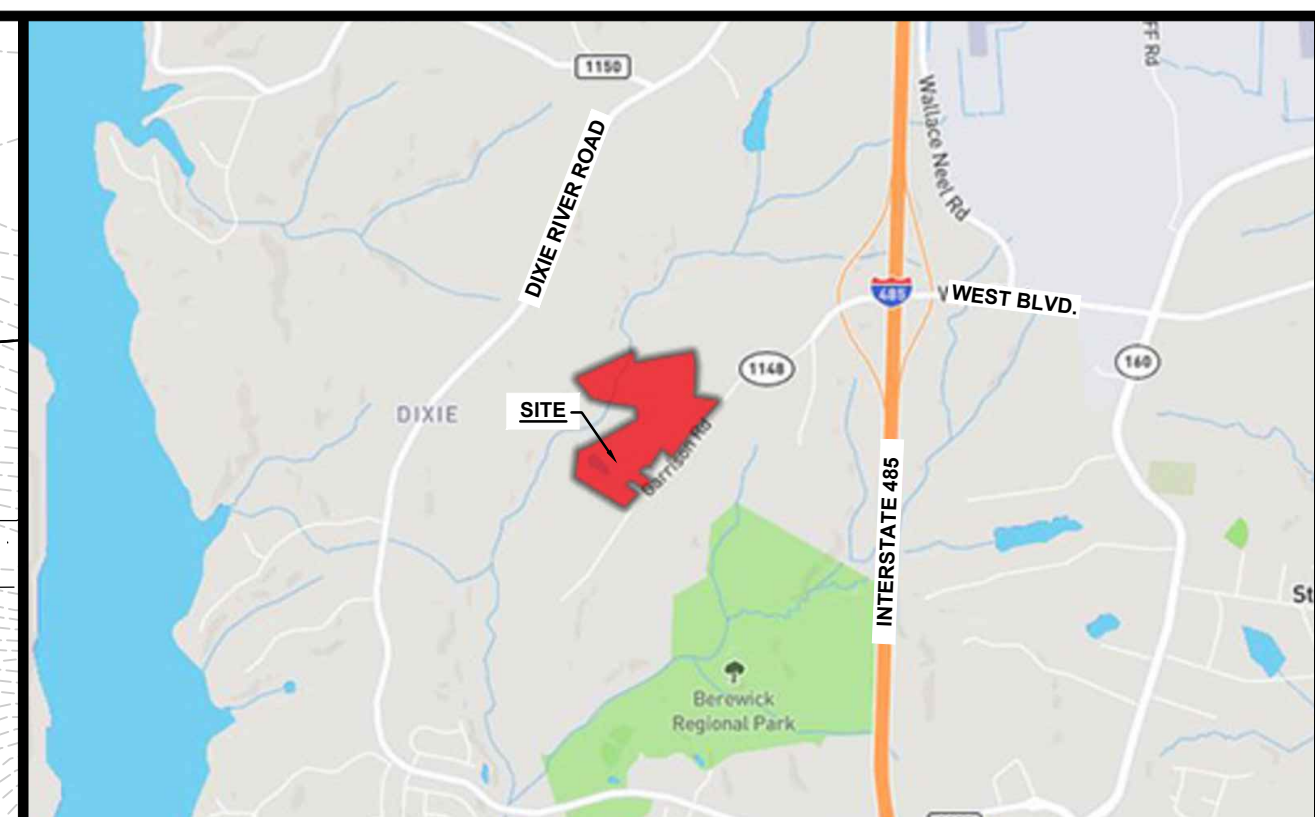 1150
FF Rd
Wallace Neel Rd
DIXIE RIVER ROAD
485
WEST BLVD.
160
1148
DIXIE
SITE
Garrison Rd
INTERSTATE 485
St
Berewick
Regional Park